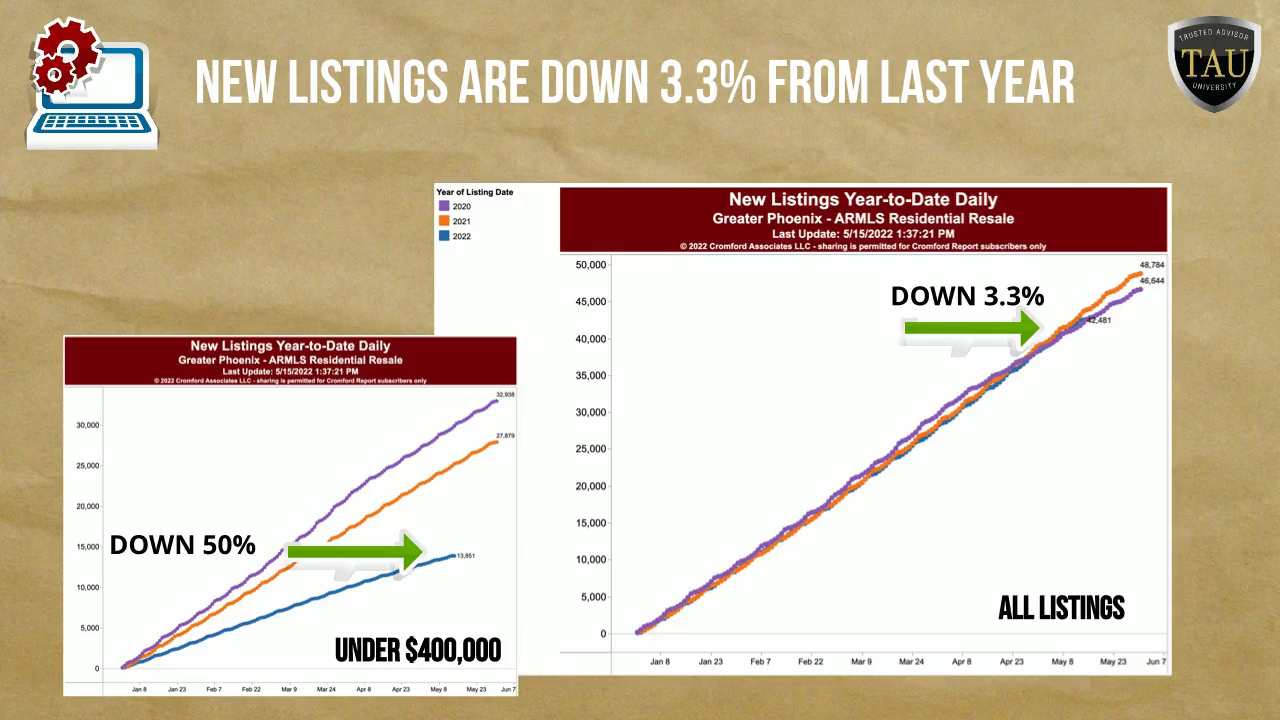 NEW LISTINGS ARE DOWN 3.3% FROM LAST YEAR
TRUSTED ADVISOR
TAU
UNIVERSITY
Year of Listing Date
2020
2021
2022
New Listings Year-to-Date Daily
Greater Phoenix - ARMLS Residential Resale
Last Update: 5/15/2022 1:37:21 PM
© 2022 Cromford Associates LLC - sharing is permitted for Cromford Report subscribers only
50,000
45,000
40,000
35,000
30,000
25,000
20,000
15,000
10,000
5,000
0
48,784
46,644
42,481
DOWN 3.3%
ALL LISTINGS
Jan 8 Jan 23 Feb 7 Feb 22 Mar 9 Mar 24 Apr 8 Apr 23 May 8 May 23 Jun 7
New Listings Year-to-Date Daily
Greater Phoenix - ARMLS Residential Resale
Last Update: 5/15/2022 1:37:21 PM
© 2022 Cromford Associates LLC - sharing is permitted for Cromford Report subscribers only
30,000
25,000
20,000
15,000
10,000
5,000
0
32,938
27,879
13,851
DOWN 50%
UNDER $400,000
Jan 8 Jan 23 Feb 7 Feb 22 Mar 9 Mar 24 Apr 8 Apr 23 May 8 May 23 Jun 7